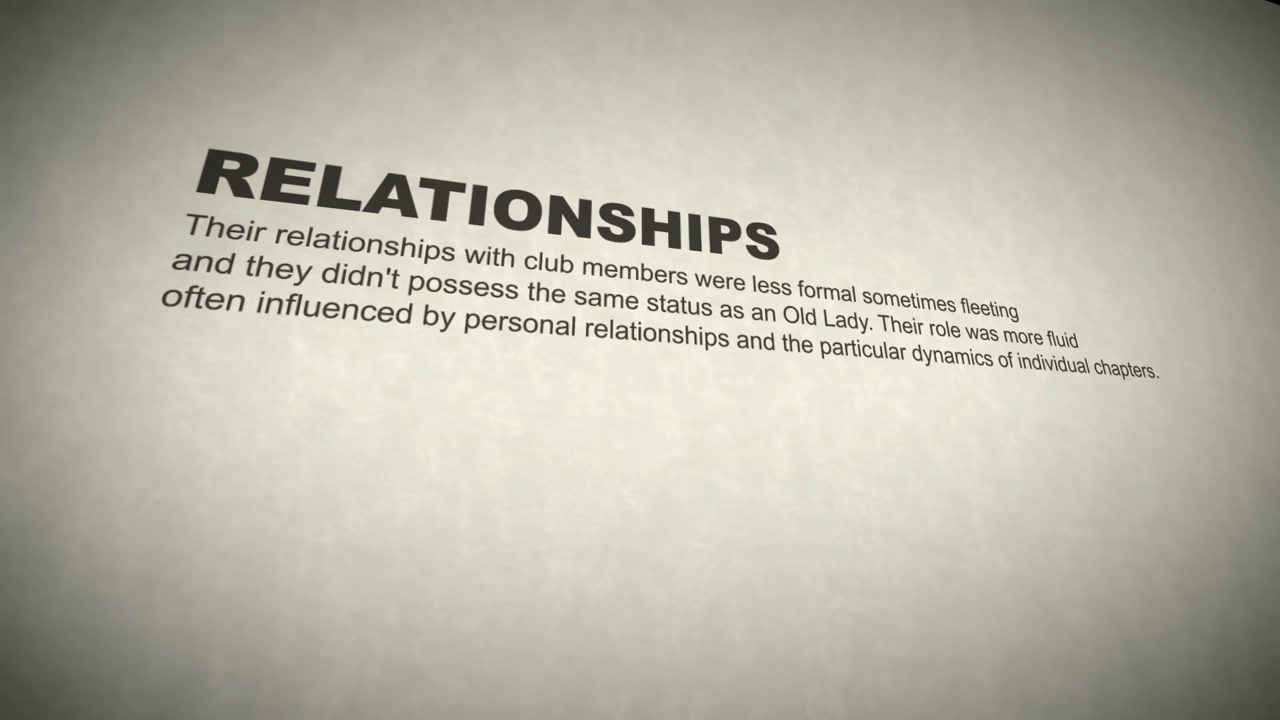 RELATIONSHIPS
Their relationships with club members were less formal sometimes fleeting
and they didn't possess the same status as an Old Lady. Their role was more fluid
often influenced by personal relationships and the particular dynamics of individual chapters.